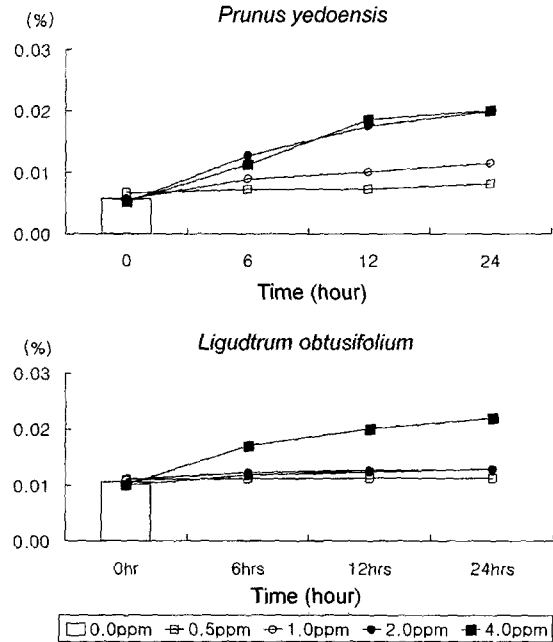 Prunus yedoensis
(%)
0.03
0.02
0.01
0.00
0 6 12 24
Time (hour)
Ligudtrum obtusifolium
(%)
0.03
0.02
0.01
0.00
0hr 6hrs 12hrs 24hrs
Time (hour)
0.0ppm 0.5ppm 1.0ppm 2.0ppm 4.0ppm